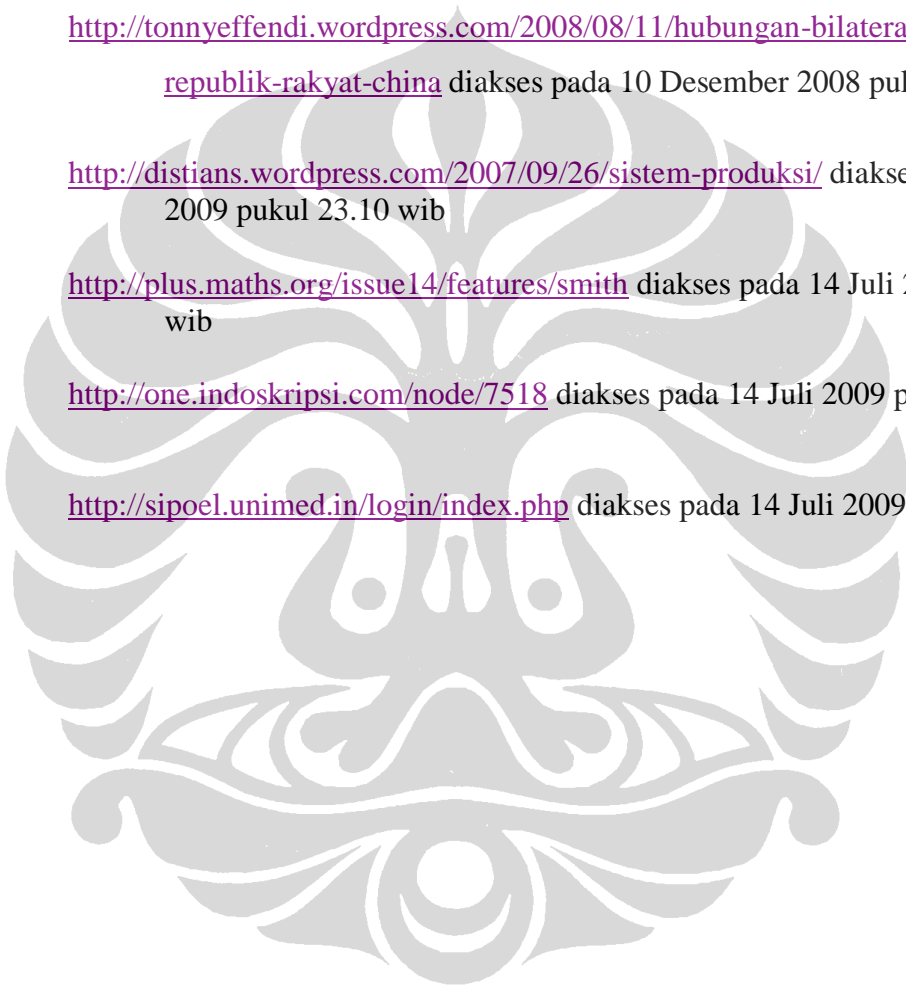 http://tonnyeffendi.wordpress.com/2008/08/11/hubungan-bilatera
republik-rakyat-china diakses pada 10 Desember 2008 pul
http://distians.wordpress.com/2007/09/26/sistem-produksi/ diakse
2009 pukul 23.10 wib
http://plus.maths.org/issue14/features/smith diakses pada 14 Juli 2
wib
http://one.indoskripsi.com/node/7518 diakses pada 14 Juli 2009 p
http://sipoel.unimed.in/login/index.php diakses pada 14 Juli 2009